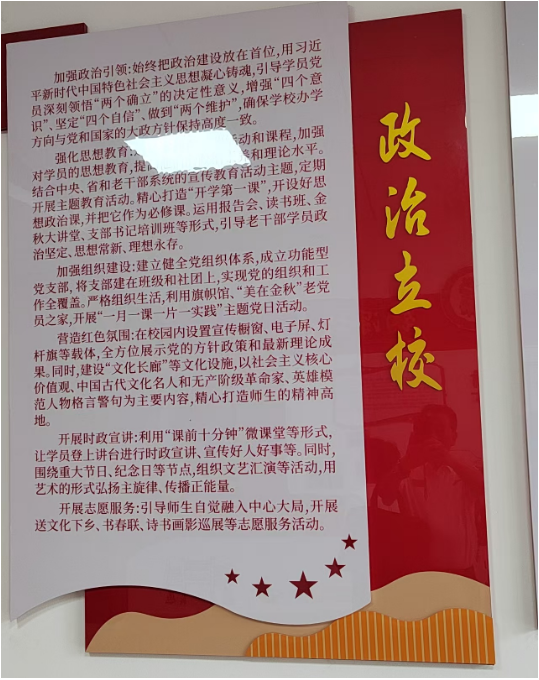 加强政治引领:始终把政治建设放在首位,用习近
平新时代中国特色社会主义思想凝心铸魂,引导学员党
员深刻领悟“两个确立”的决定性意义,增强“四个意
识”、坚定“四个自信”、做到“两个维护”,确保学校办学
方向与党和国家的大政方针保持高度一致。
强化思想教育:动和课程,加强
对学员的思想教育,提和理论水平。
结合中央、省和老干部系统的宣传教育活动主题,定期
开展主题教育活动。精心打造“开学第一课”,开设好思
想政治课,并把它作为必修课。运用报告会、读书班、金
秋大讲堂、支部书记培训班等形式,引导老干部学员政
治坚定、思想常新、理想永存。
加强组织建设:建立健全党组织体系,成立功能型
党支部,将支部建在班级和社团上,实现党的组织和工
作全覆盖。严格组织生活,利用旗帜馆、“美在金秋”老党
员之家,开展“一月一课一片一实践”主题党日活动。
营造红色氛围:在校园内设置宣传橱窗、电子屏、灯
杆旗等载体,全方位展示党的方针政策和最新理论成
果。同时,建设“文化长廊”等文化设施,以社会主义核心
价值观、中国古代文化名人和无产阶级革命家、英雄模
范人物格言警句为主要内容,精心打造师生的精神高
地。
开展时政宣讲:利用“课前十分钟”微课堂等形式,
让学员登上讲台进行时政宣讲、宣传好人好事等。同时,
围绕重大节日、纪念日等节点,组织文艺汇演等活动,用
艺术的形式弘扬主旋律、传播正能量。
开展志愿服务:引导师生自觉融入中心大局,开展
送文化下乡、书春联、诗书画影巡展等志愿服务活动。
政治立校